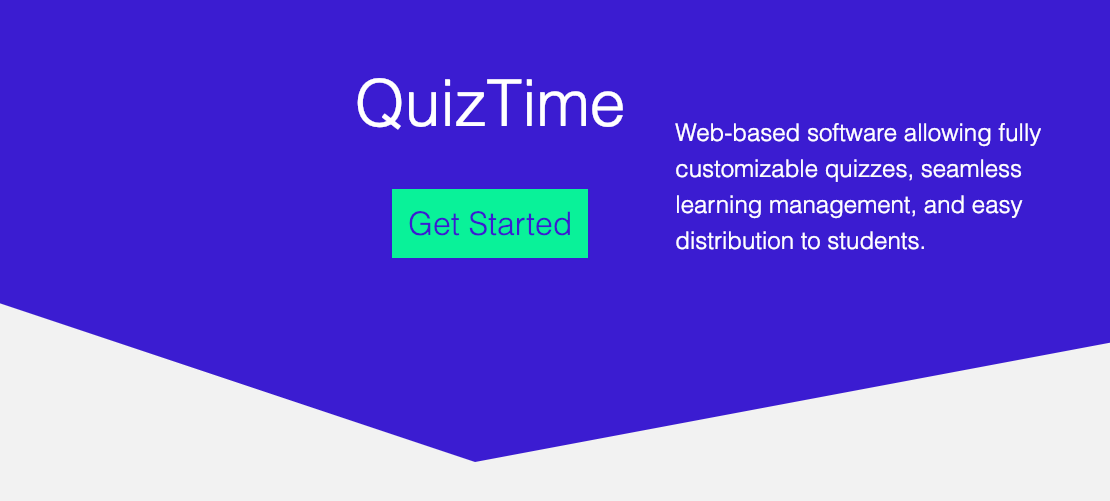 QuizTime
Get Started
Web-based software allowing fully
customizable quizzes, seamless
learning management, and easy
distribution to students.